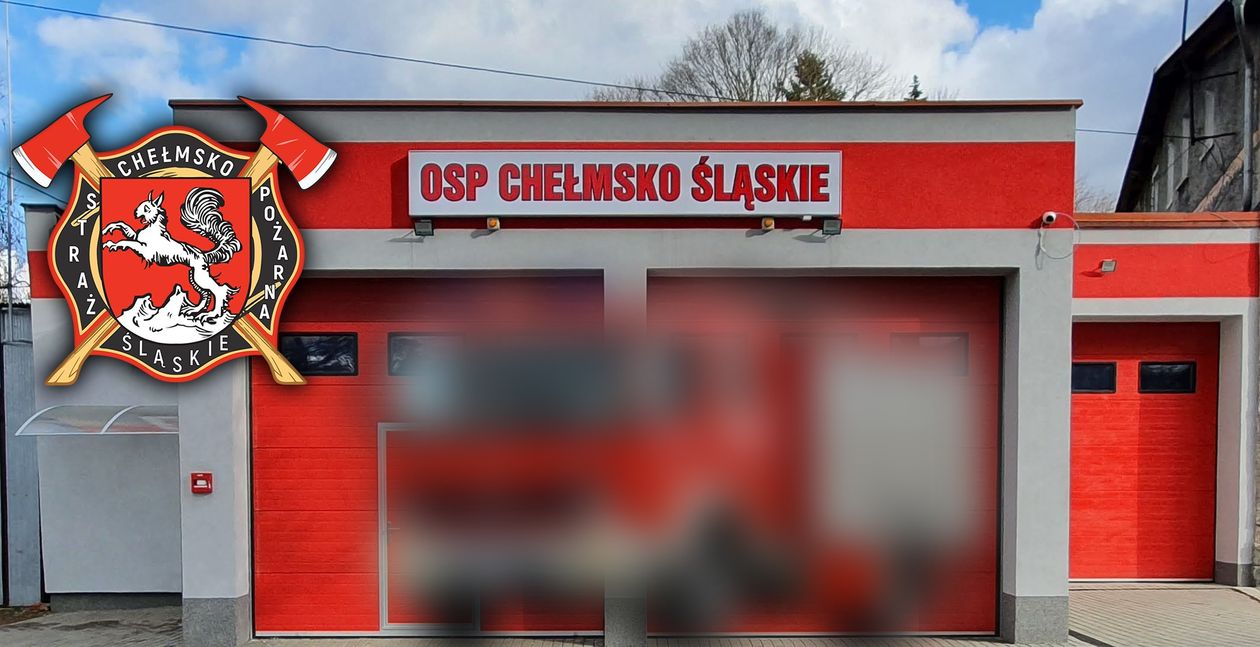 OSP CHEŁMSKO ŚLĄSKIE
CHEŁMSKO
STRAŻ
POŻARNA
ŚLĄSKIE